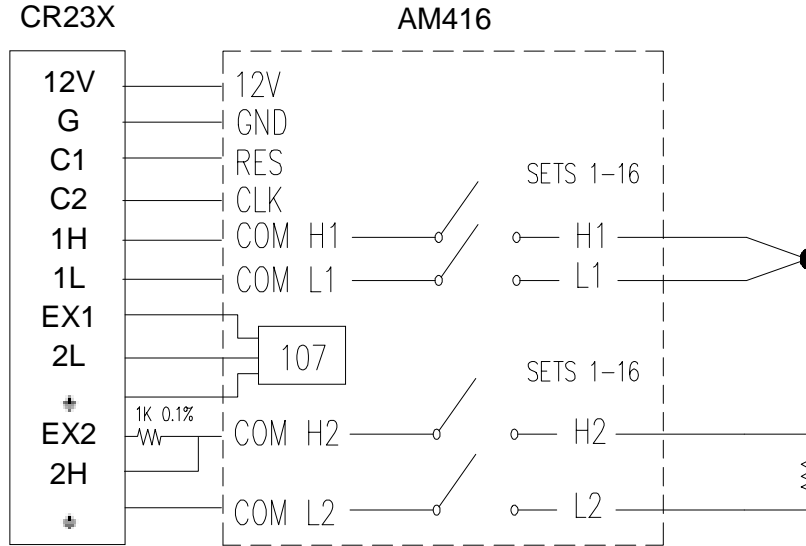 CR23X
AM416
12V
G
C1
C2
1H
1L
EX1
2L
EX2
2H
12V
GND
RES
CLK
COM H1
COM L1
SETS 1-16
H1
L1
107
1K 0.1%
COM H2
COM L2
SETS 1-16
H2
L2